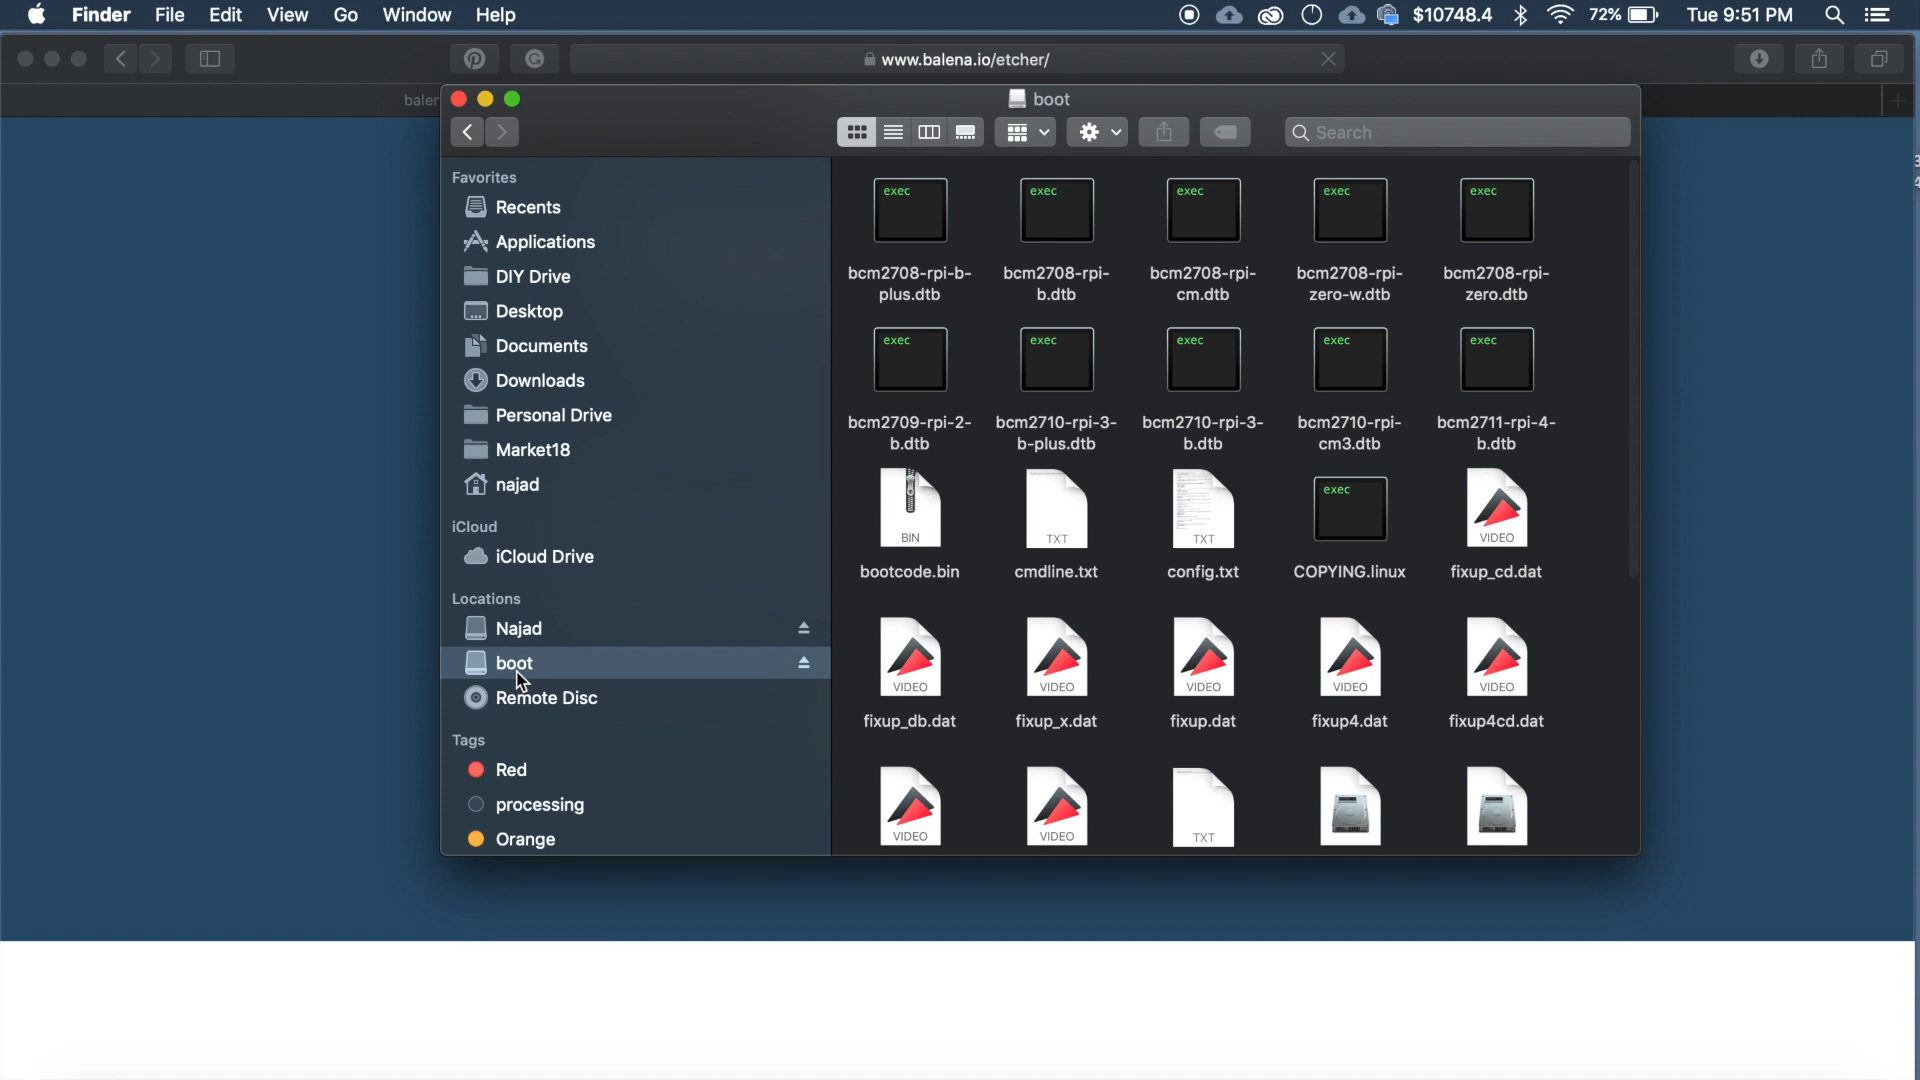 Finder File Edit View Go Window Help $10748.4 72% Tue 9:51 PM
www.balena.io/etcher/
baler
boot
Search
Favorites
Recents
Applications
DIY Drive
Desktop
Documents
Downloads
Personal Drive
Market18
najad
iCloud
iCloud Drive
Locations
Najad
boot
Remote Disc
Tags
Red
processing
Orange
exec exec exec exec exec
bcm2708-rpi-b- bcm2708-rpi- bcm2708-rpi- bcm2708-rpi- bcm2708-rpi-
plus.dtb b.dtb cm.dtb zero-w.dtb zero.dtb
exec exec exec exec exec
bcm2709-rpi-2- bcm2710-rpi-3- bcm2710-rpi-3- bcm2710-rpi- bcm2711-rpi-4-
b.dtb b-plus.dtb b.dtb cm3.dtb b.dtb
exec
BIN TXT TXT VIDEO
bootcode.bin cmdline.txt config.txt COPYING.linux fixup_cd.dat
VIDEO VIDEO VIDEO VIDEO VIDEO
fixup_db.dat fixup_x.dat fixup.dat fixup4.dat fixup4cd.dat
VIDEO VIDEO TXT